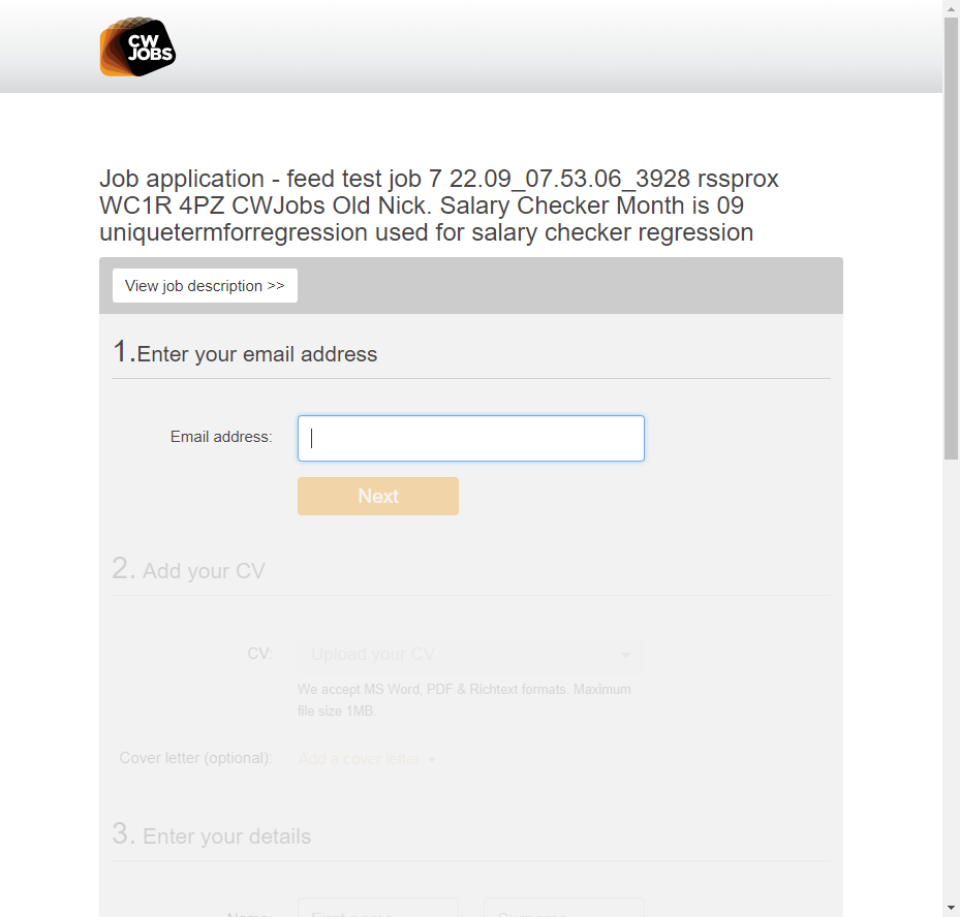 CW
JOBS
Job application - feed test job 7 22.09_07.53.06_3928 rssprox
WC1R 4PZ CWJobs Old Nick. Salary Checker Month is 09
uniquetermforregression used for salary checker regression
View job description >>
1.Enter your email address
Email address:
Next
2. Add your CV
CV:
Upload your CV
We accept MS Word, PDF & Richtext formats. Maximum
file size 1MB.
Cover letter (optional):
Add a cover letter
3. Enter your details
Name:
First name
Surname